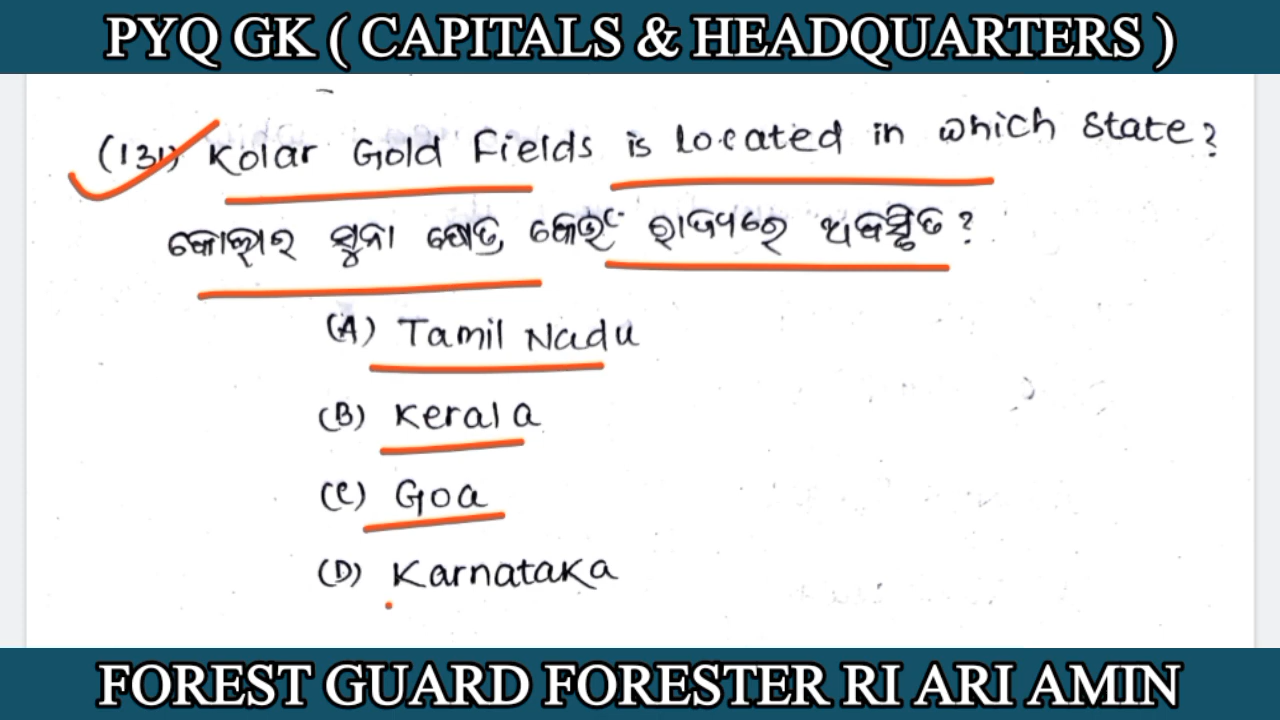 PYQ GK ( CAPITALS & HEADQUARTERS )
(131) Kolar Gold Fields is located in which state?
କୋଲାର ସୁନା କ୍ଷେତ୍ର କେଉଁ ରାଜ୍ୟରେ ଅବସ୍ଥିତ ?
(A) Tamil Nadu
(B) Kerala
(C) Goa
(D) Karnataka
FOREST GUARD FORESTER RI ARI AMIN